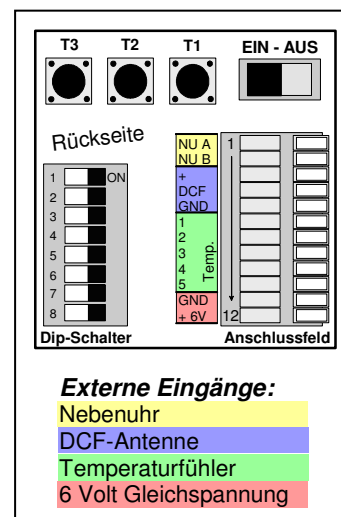 T3 T2 T1 EIN - AUS
Rückseite
1 ON
2
3
4
5
6
7
8
Dip-Schalter
NU A
NU B
+
DCF
GND
1
2
3
4
5
Temp.
GND
+ 6V
1
12
Anschlussfeld
Externe Eingänge:
Nebenuhr
DCF-Antenne
Temperaturfühler
6 Volt Gleichspannung